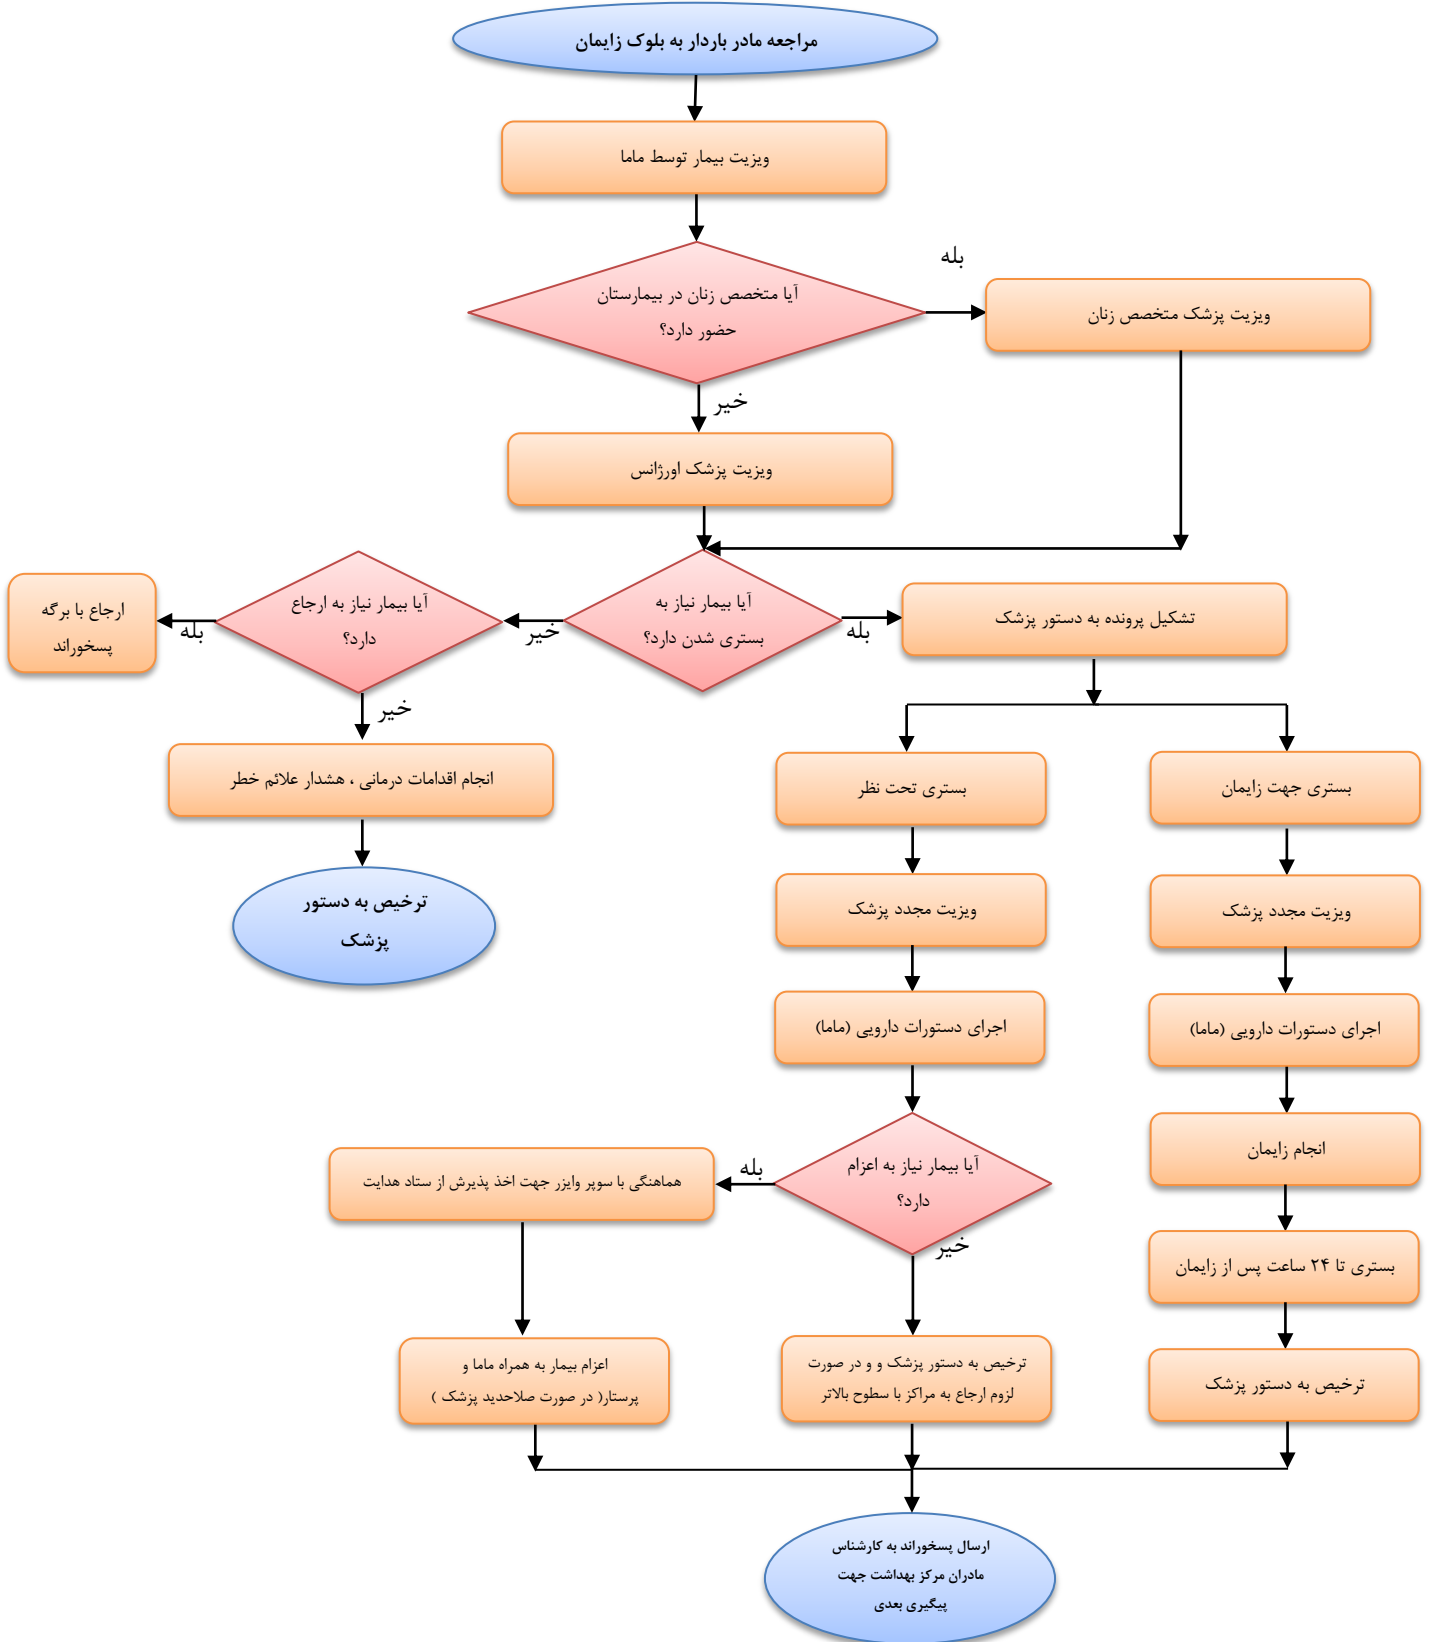 مراجعه مادر باردار به بلوک زایمان
ویزیت بیمار توسط ماما
آیا متخصص زنان در بیمارستان
حضور دارد؟
بله
ویزیت پزشک متخصص زنان
خیر
ویزیت پزشک اورژانس
آیا بیمار نیاز به
بستری شدن دارد؟
بله
تشکیل پرونده به دستور پزشک
خیر
آیا بیمار نیاز به ارجاع
دارد؟
بله
ارجاع با برگه
پسخوراند
خیر
انجام اقدامات درمانی ، هشدار علائم خطر
ترخیص به دستور
پزشک
بستری جهت زایمان
ویزیت مجدد پزشک
اجرای دستورات دارویی (ماما)
انجام زایمان
بستری تا ۲۴ ساعت پس از زایمان
ترخیص به دستور پزشک
بستری تحت نظر
ویزیت مجدد پزشک
اجرای دستورات دارویی (ماما)
آیا بیمار نیاز به اعزام
دارد؟
بله
هماهنگی با سوپر وایزر جهت اخذ پذیرش از ستاد هدایت
اعزام بیمار به همراه ماما و
پرستار( در صورت صلاحدید پزشک )
خیر
ترخیص به دستور پزشک و و در صورت
لزوم ارجاع به مراکز با سطوح بالاتر
ارسال پسخوراند به کارشناس
مادران مرکز بهداشت جهت
پیگیری بعدی